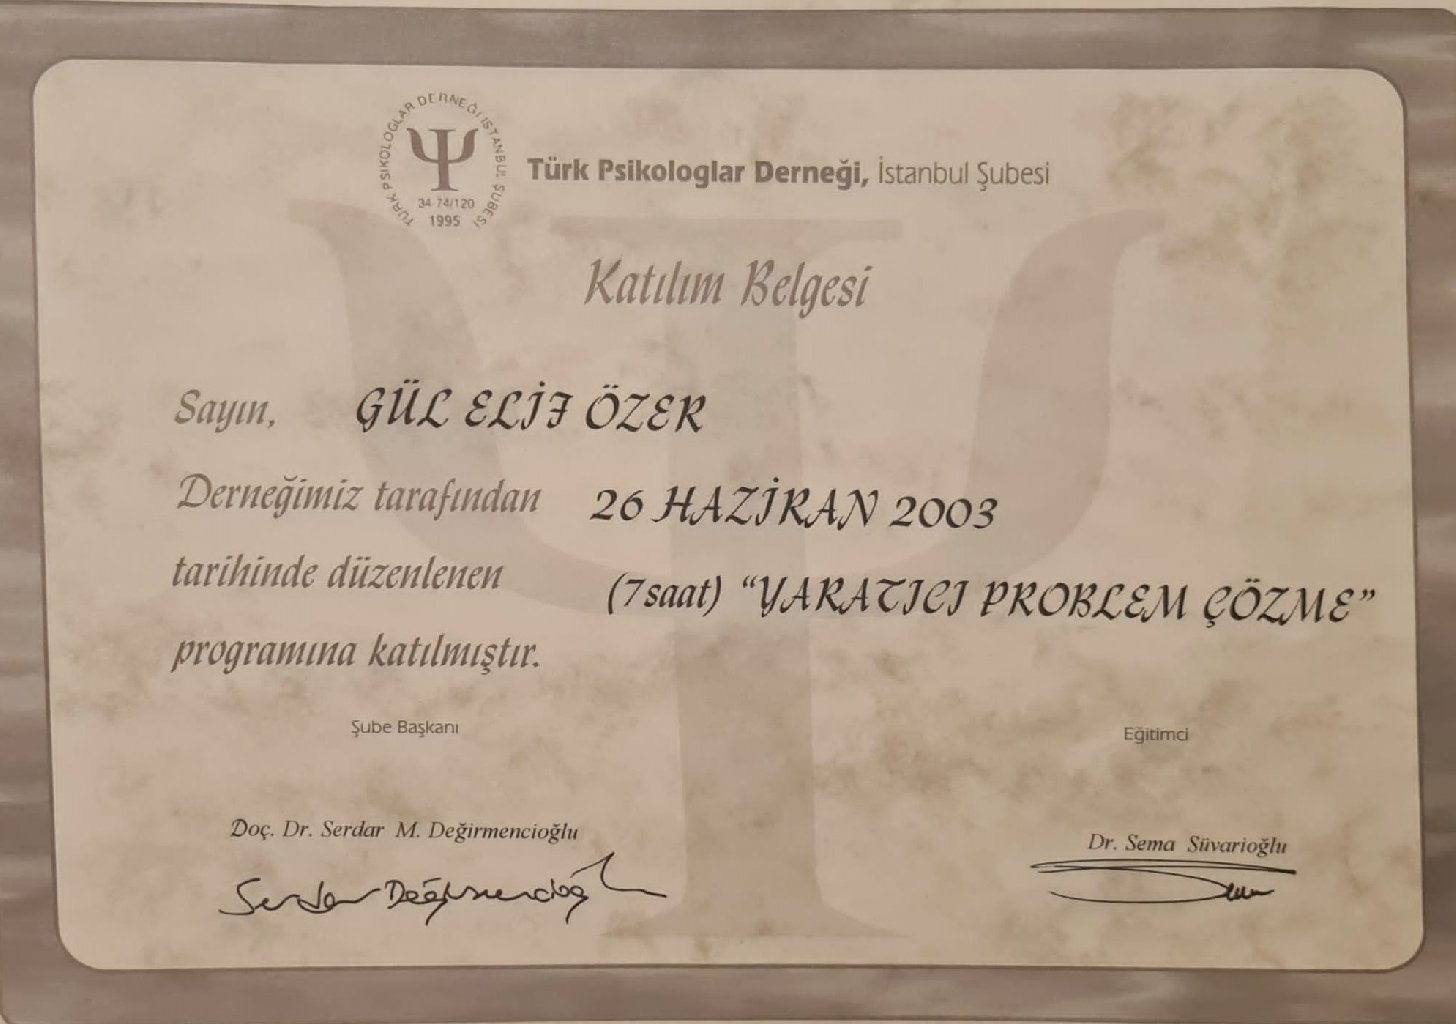 TÜRK PSİKOLOGLAR DERNEĞİ İSTANBUL ŞUBESİ
34 74/120
1995
Türk Psikologlar Derneği, İstanbul Şubesi
Katılım Belgesi
Sayın, GÜL ELİF ÖZER
Derneğimiz tarafından 26 HAZİRAN 2003
tarihinde düzenlenen (7saat) “YARATICI PROBLEM ÇÖZME”
programına katılmıştır.
Şube Başkanı
Eğitimci
Doç. Dr. Serdar M. Değirmencioğlu
Dr. Sema Süvarioğlu
Serdar Değirmencioğlu